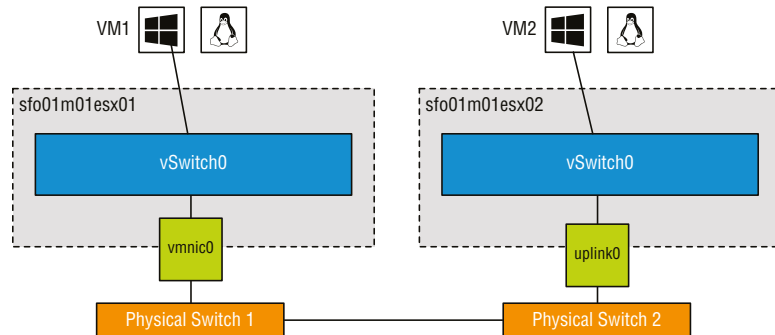 VM1
VM2
sfo01m01esx01
sfo01m01esx02
vSwitch0
vSwitch0
vmnic0
uplink0
Physical Switch 1
Physical Switch 2